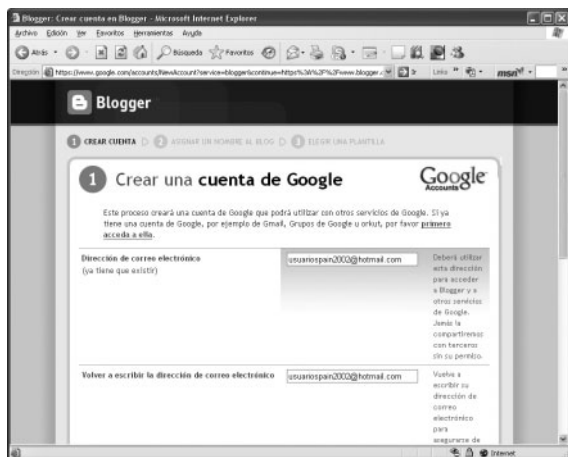 Blogger: Crear cuenta en Blogger - Microsoft Internet Explorer
Archivo Edición Ver Favoritos Herramientas Ayuda
Atrás Búsqueda Favoritos
Dirección https://www.google.com/accounts/NewAccount?service=blogger&continue=https%3A%2F%2Fwww.blogger.c Ir Links msn
Blogger
1 CREAR CUENTA 2 ASIGNAR UN NOMBRE AL BLOG 3 ELEGIR UNA PLANTILLA
1 Crear una cuenta de Google
Google
Accounts
Este proceso creará una cuenta de Google que podrá utilizar con otros servicios de Google. Si ya
tiene una cuenta de Google, por ejemplo de Gmail, Grupos de Google u orkut, por favor primero
acceda a ella.
Dirección de correo electrónico
(ya tiene que existir)
usuariospain2002@hotmail.com
Deberá utilizar
esta dirección
para acceder
a Blogger y a
otros servicios
de Google.
Jamás la
compartiremos
con terceros
sin su permiso.
Volver a escribir la dirección de correo electrónico
usuariospain2002@hotmail.com
Vuelva a
escribir su
dirección de
correo
electrónico
para
asegurarse de
Internet